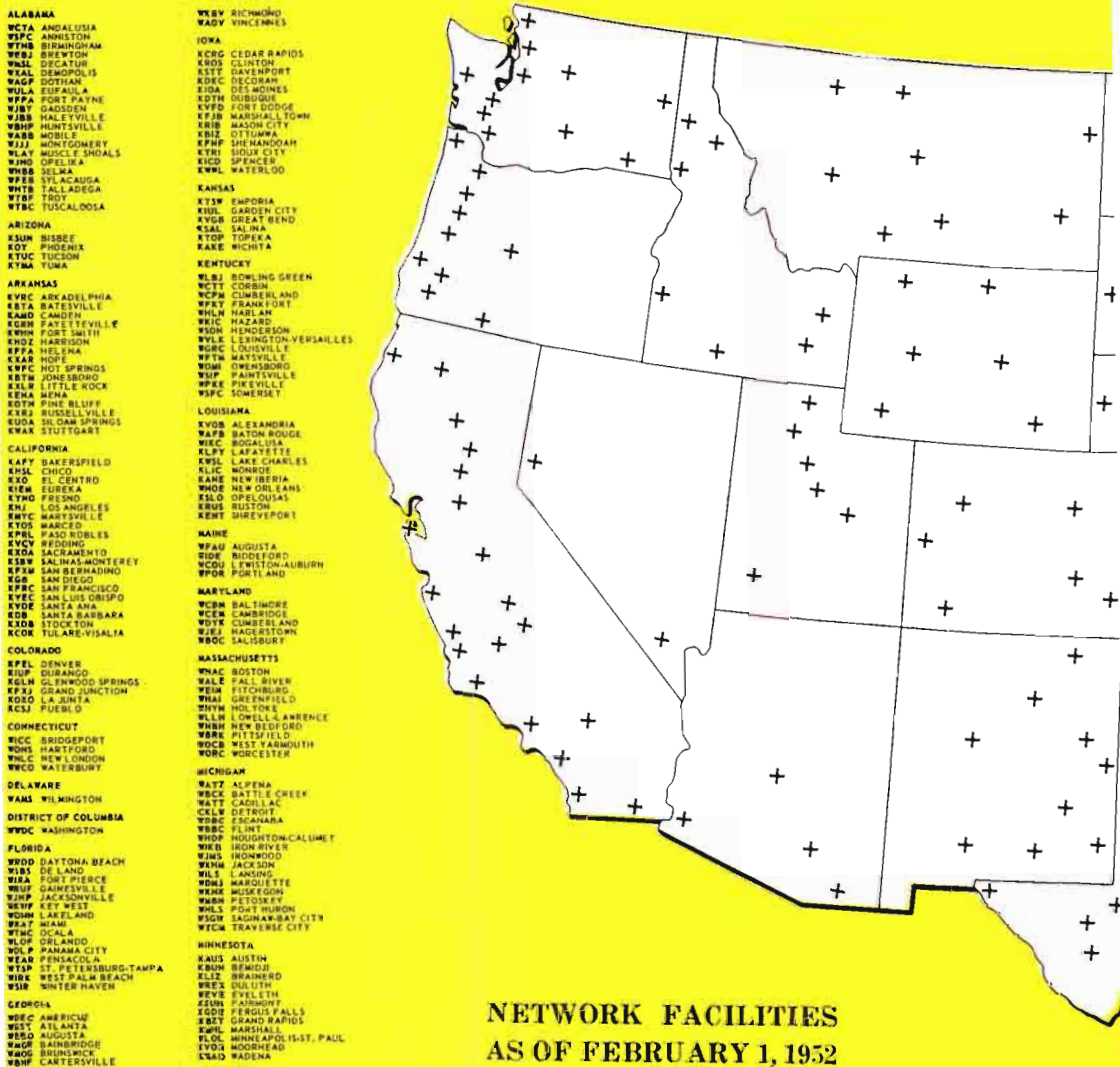 ALABAMA
WCTA ANDALUSIA
WSPC ANNISTON
WTNB BIRMINGHAM
WEBJ BREWTON
WMSL DECATUR
WXAL DEMOPOLIS
WAGF DOTHAN
WULA EUFAULA
WFPA FORT PAYNE
WJBY GADSDEN
WJBB HALEYVILLE
WBHP HUNTSVILLE
WABB MOBILE
WJJJ MONTGOMERY
WLAY MUSCLE SHOALS
WJHO OPELIKA
WHBB SELMA
WFEB SYLACAUGA
WHTB TALLADEGA
WTBF TROY
WTBC TUSCALOOSA
ARIZONA
KSUN BISBEE
KOY PHOENIX
KTUC TUCSON
KYMA YUMA
ARKANSAS
KVRC ARKADELPHIA
KBTA BATESVILLE
KAMD CAMDEN
KGRH FAYETTEVILLE
KWHN FORT SMITH
KHOZ HARRISON
KFFA HELENA
KXAR HOPE
KWFC HOT SPRINGS
KBTM JONESBORO
KXLR LITTLE ROCK
KENA MENA
KOTN PINE BLUFF
KXRJ RUSSELLVILLE
KUOA SILOAM SPRINGS
KWAK STUTTGART
CALIFORNIA
KAFY BAKERSFIELD
KHSL CHICO
KXO EL CENTRO
KIEM EUREKA
KYNO FRESNO
KHJ LOS ANGELES
KMYC MARYSVILLE
KYOS MARCED
KPRL PASO ROBLES
KVCV REDDING
KXOA SACRAMENTO
KSBW SALINAS-MONTEREY
KFXM SAN BERNADINO
KGB SAN DIEGO
KFRC SAN FRANCISCO
KVEC SAN LUIS OBISPO
KVOE SANTA ANA
KDB SANTA BARBARA
KXOB STOCKTON
KCOK TULARE-VISALIA
COLORADO
KFEL DENVER
KIUP DURANGO
KGLN GLENWOOD SPRINGS
KFXJ GRAND JUNCTION
KOKO LA JUNTA
KCSJ PUEBLO
CONNECTICUT
WICC BRIDGEPORT
WONS HARTFORD
WNLC NEW LONDON
WWCO WATERBURY
DELAWARE
WAMS WILMINGTON
DISTRICT OF COLUMBIA
WWDC WASHINGTON
FLORIDA
WROD DAYTONA BEACH
WJBS DE LAND
WIRA FORT PIERCE
WRUF GAINESVILLE
WJHP JACKSONVILLE
WKWF KEY WEST
WONN LAKELAND
WKAT MIAMI
WTMC OCALA
WLOF ORLANDO
WDLP PANAMA CITY
WEAR PENSACOLA
WTSP ST. PETERSBURG-TAMPA
WIRK WEST PALM BEACH
WSIR WINTER HAVEN
GEORGIA
WDEC AMERICUS
WGST ATLANTA
WBBQ AUGUSTA
WMGR BAINBRIDGE
WMOG BRUNSWICK
WBHF CARTERSVILLE
WKBV RICHMOND
WAOV VINCENNES
IOWA
KCRG CEDAR RAPIDS
KROS CLINTON
KSTT DAVENPORT
KDEC DECORAH
KIOA DES MOINES
KDTH DUBUQUE
KVFD FORT DODGE
KFJB MARSHALLTOWN
KRIB MASON CITY
KBIZ OTTUMWA
KFNF SHENANDOAH
KTRI SIOUX CITY
KICD SPENCER
KWWL WATERLOO
KANSAS
KTSW EMPORIA
KIUL GARDEN CITY
KVGB GREAT BEND
KSAL SALINA
KTOP TOPEKA
KAKE WICHITA
KENTUCKY
WLBJ BOWLING GREEN
WCTT CORBIN
WCPM CUMBERLAND
WFKY FRANKFORT
WHLN HARLAN
WKIC HAZARD
WSON HENDERSON
WVLK LEXINGTON-VERSAILLES
WGRC LOUISVILLE
WFTM MAYSVILLE
WOMI OWENSBORO
WSIP PAINTSVILLE
WPKE PIKEVILLE
WSFC SOMERSET
LOUISIANA
KVOB ALEXANDRIA
WAFB BATON ROUGE
WIKC BOGALUSA
KLFY LAFAYETTE
KWSL LAKE CHARLES
KLIC MONROE
KANE NEW IBERIA
WNOE NEW ORLEANS
KSLO OPELOUSAS
KRUS RUSTON
KENT SHREVEPORT
MAINE
WFAU AUGUSTA
WIDE BIDDEFORD
WCOU LEWISTON-AUBURN
WPOR PORTLAND
MARYLAND
WCBM BALTIMORE
WCEM CAMBRIDGE
WDYK CUMBERLAND
WJEJ HAGERSTOWN
WBOC SALISBURY
MASSACHUSETTS
WNAC BOSTON
WALE FALL RIVER
WEIM FITCHBURG
WHAI GREENFIELD
WHYN HOLYOKE
WLLH LOWELL-LAWRENCE
WNBH NEW BEDFORD
WBRK PITTSFIELD
WOCB WEST YARMOUTH
WORC WORCESTER
MICHIGAN
WATZ ALPENA
WBCK BATTLE CREEK
WATT CADILLAC
CKLW DETROIT
WDBC ESCANABA
WBBC FLINT
WHDF HOUGHTON-CALUMET
WIKB IRON RIVER
WJMS IRONWOOD
WKHM JACKSON
WILS LANSING
WDMJ MARQUETTE
WKNK MUSKEGON
WMBN PETOSKEY
WHLS PORT HURON
WSGW SAGINAW-BAY CITY
WTCM TRAVERSE CITY
MINNESOTA
KAUS AUSTIN
KBUN BEMIDJI
KLIZ BRAINERD
WREX DULUTH
WEVE EVELETH
KSUM FAIRMONT
KGDE FERGUS FALLS
KBZY GRAND RAPIDS
KMHL MARSHALL
WLOL MINNEAPOLIS-ST. PAUL
KVOX MOORHEAD
KWAD WADENA
NETWORK FACILITIES
AS OF FEBRUARY 1, 1952